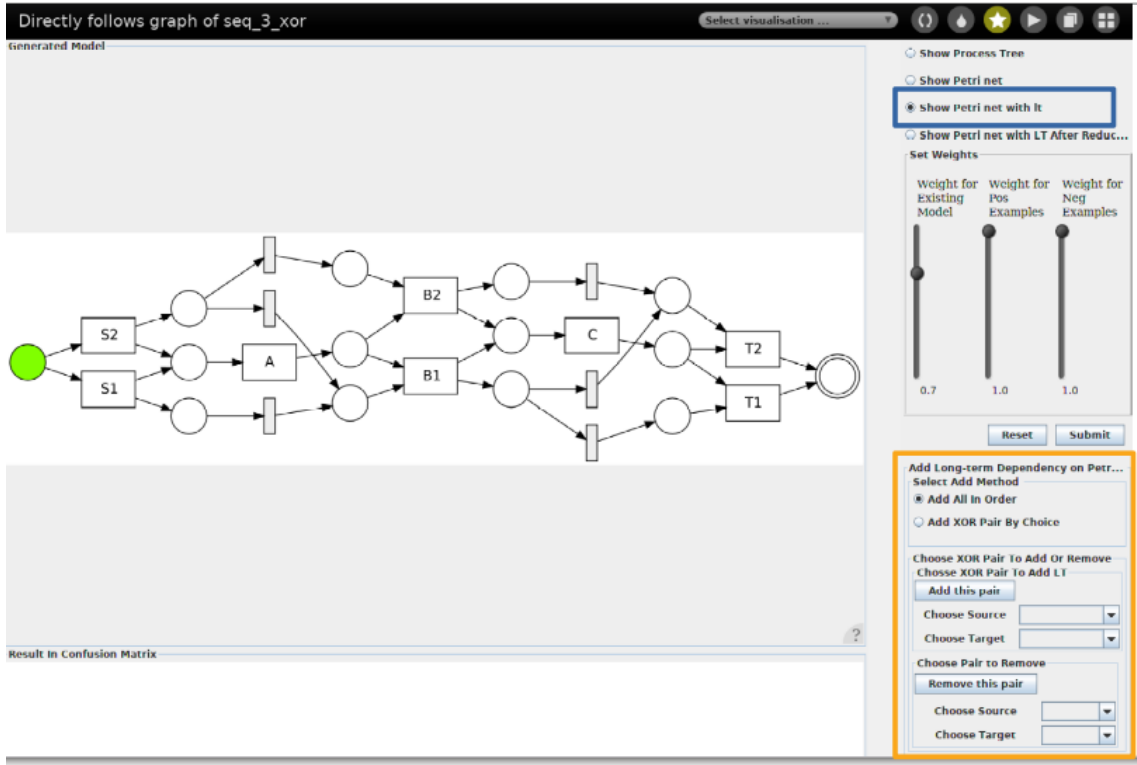 Directly follows graph of seq_3_xor
Select visualisation ...
Generated Model
Show Process Tree
Show Petri net
Show Petri net with lt
Show Petri net with LT After Reduc...
Set Weights
Weight for Existing Model
Weight for Pos Examples
Weight for Neg Examples
0.7
1.0
1.0
Reset
Submit
S2
S1
A
B2
B1
C
T2
T1
Add Long-term Dependency on Petr...
Select Add Method
Add All In Order
Add XOR Pair By Choice
Choose XOR Pair To Add Or Remove
Chosse XOR Pair To Add LT
Add this pair
Choose Source
Choose Target
Choose Pair to Remove
Remove this pair
Choose Source
Choose Target
?
Result In Confusion Matrix